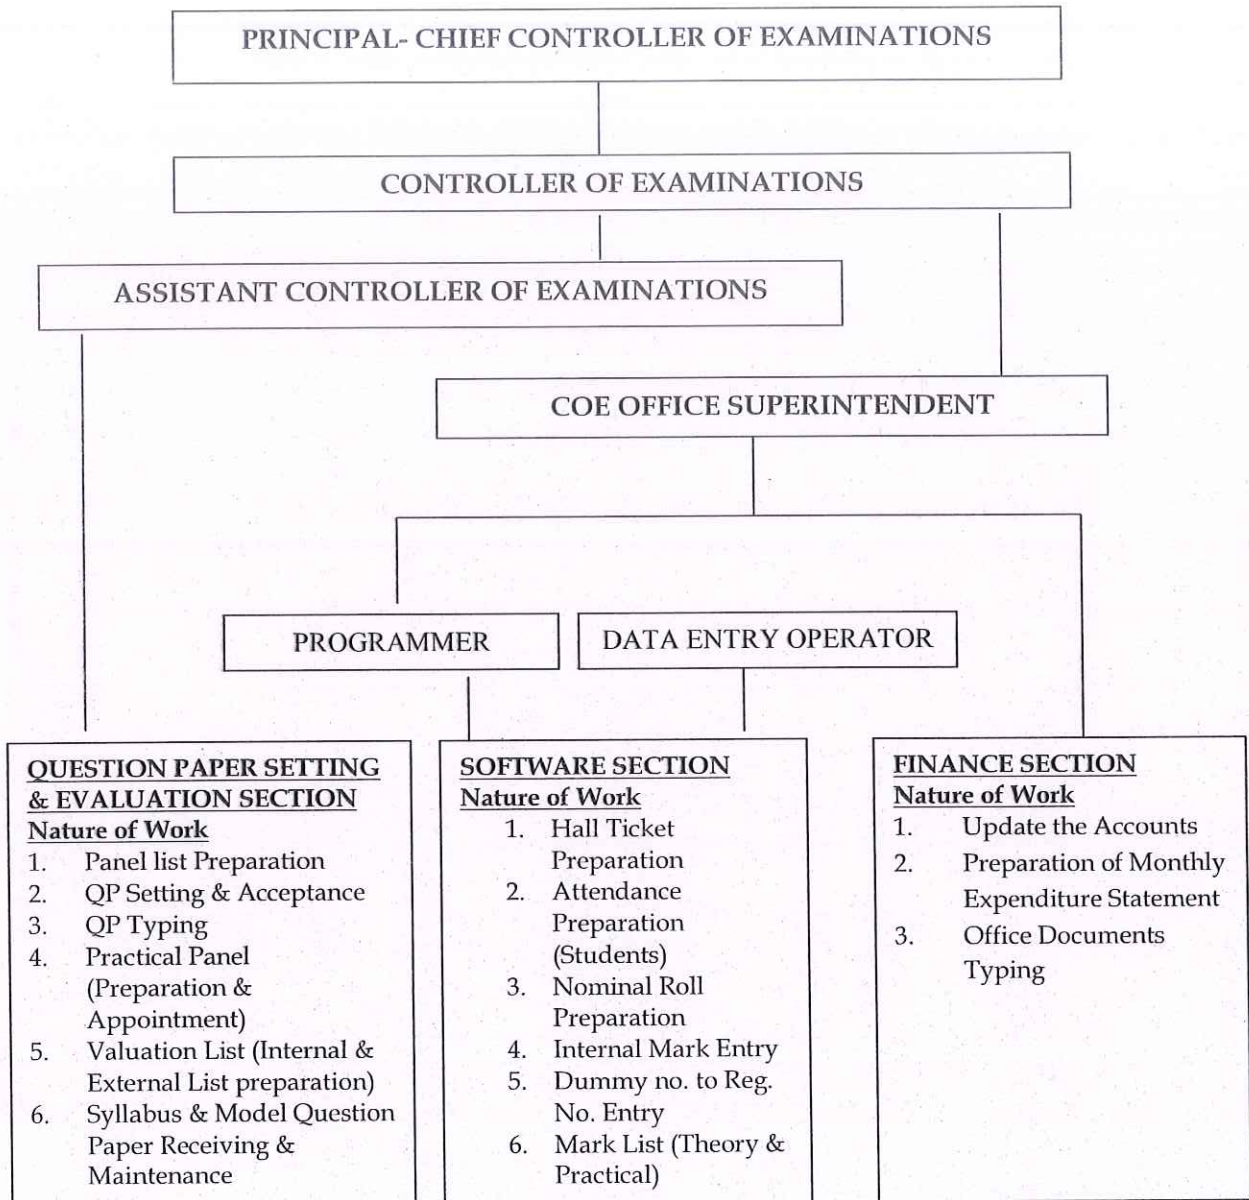 PRINCIPAL- CHIEF CONTROLLER OF EXAMINATIONS
CONTROLLER OF EXAMINATIONS
ASSISTANT CONTROLLER OF EXAMINATIONS
COE OFFICE SUPERINTENDENT
PROGRAMMER
DATA ENTRY OPERATOR
QUESTION PAPER SETTING
& EVALUATION SECTION
Nature of Work
1. Panel list Preparation
2. QP Setting & Acceptance
3. QP Typing
4. Practical Panel
(Preparation &
Appointment)
5. Valuation List (Internal &
External List preparation)
6. Syllabus & Model Question
Paper Receiving &
Maintenance
SOFTWARE SECTION
Nature of Work
1. Hall Ticket
Preparation
2. Attendance
Preparation
(Students)
3. Nominal Roll
Preparation
4. Internal Mark Entry
5. Dummy no. to Reg.
No. Entry
6. Mark List (Theory &
Practical)
FINANCE SECTION
Nature of Work
1. Update the Accounts
2. Preparation of Monthly
Expenditure Statement
3. Office Documents
Typing